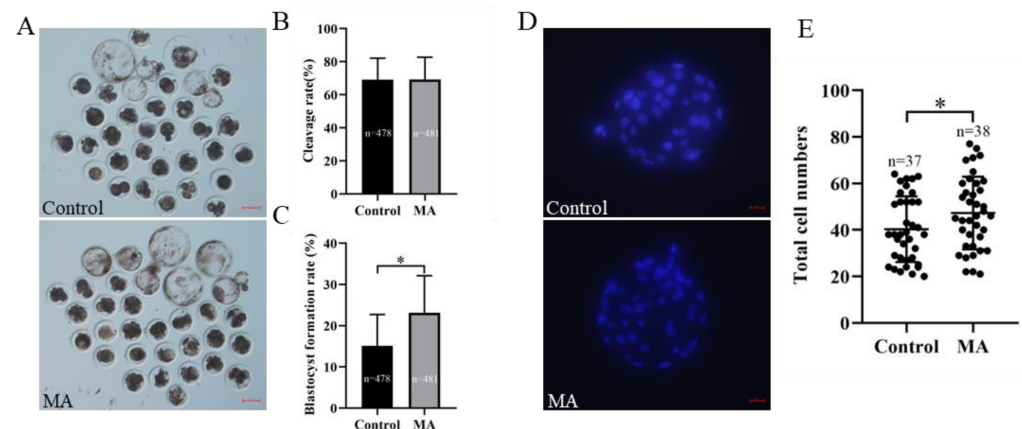 A
Control
MA
B
Cleavage rate(%)
100
80
60
40
20
0
n=478
n=481
Control MA
C
Blastocyst formation rate (%)
40
30
20
10
0
*
n=478
n=481
Control MA
D
Control
MA
E
Total cell numbers
100
80
60
40
20
0
*
n=37
n=38
Control MA